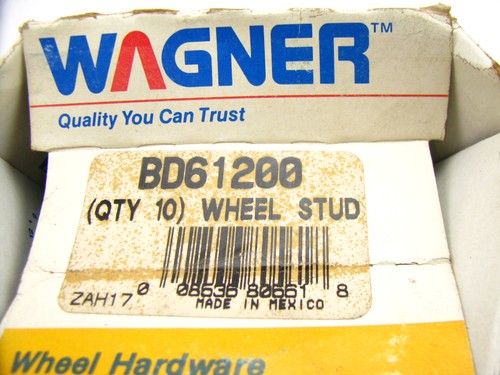 WAGNER™
Quality You Can Trust
BD61200
(QTY 10) WHEEL STUD
ZAH17 0 08636 80661 8
MADE IN MEXICO
Wheel Hardware